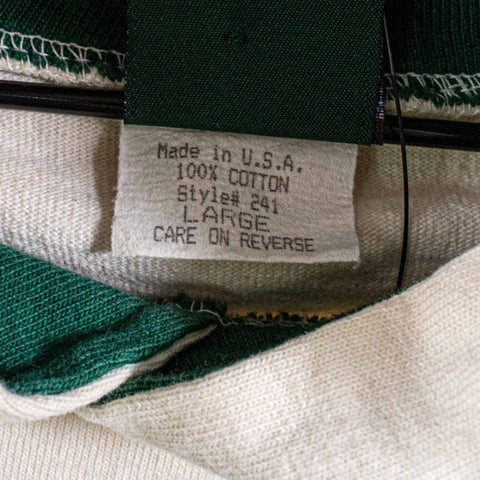 Made in U.S.A.
100% COTTON
Style# 241
LARGE
CARE ON REVERSE